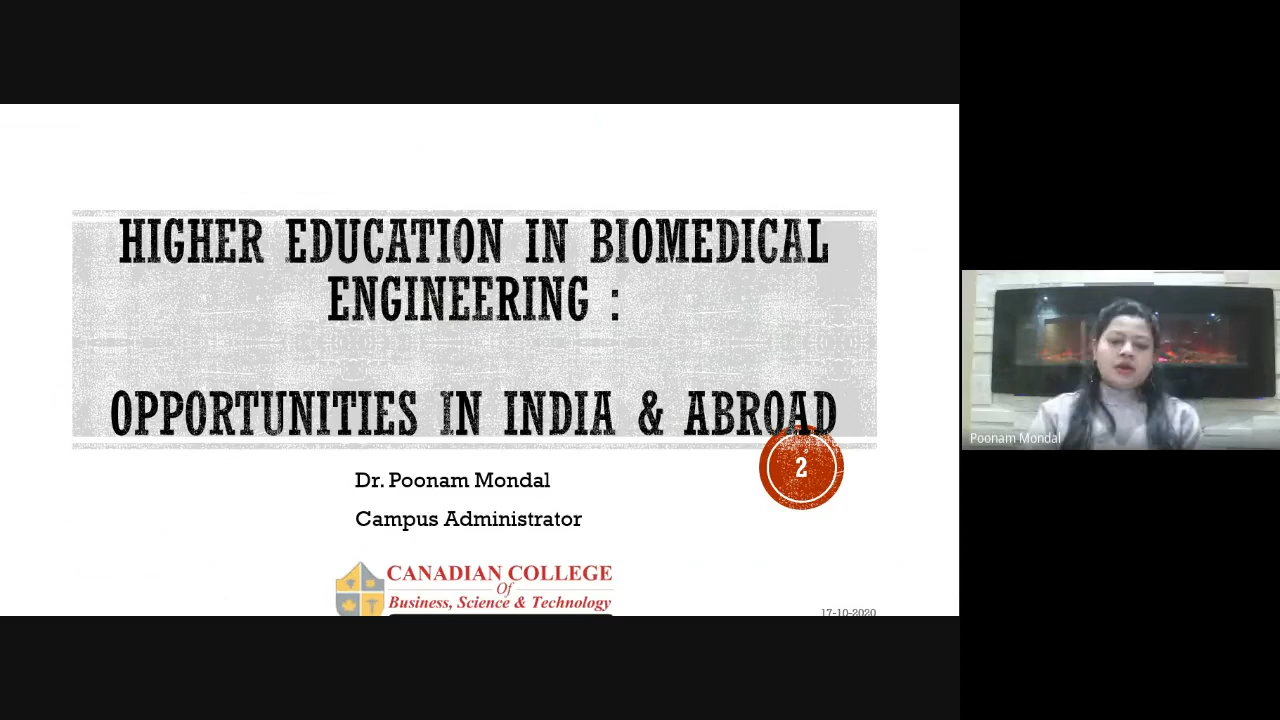 HIGHER EDUCATION IN BIOMEDICAL
ENGINEERING :
OPPORTUNITIES IN INDIA & ABROAD
2
Dr. Poonam Mondal
Campus Administrator
CANADIAN COLLEGE
Of
Business, Science & Technology
17-10-2020
Poonam Mondal